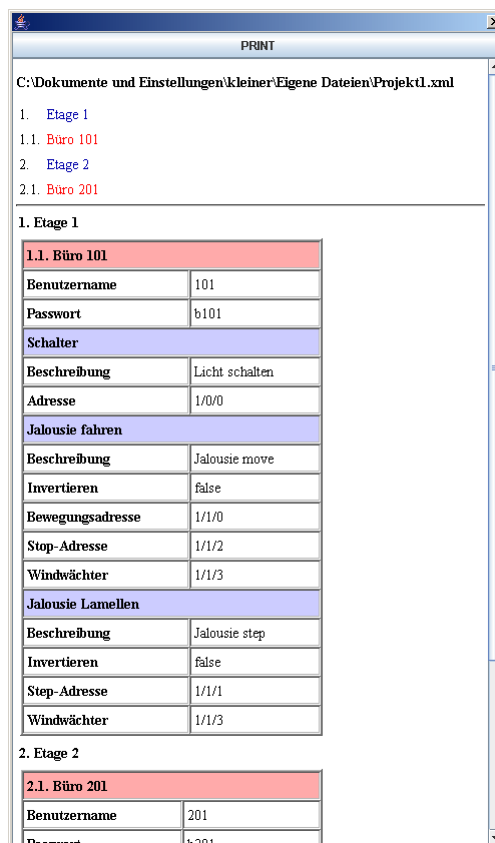 PRINT
C:\Dokumente und Einstellungen\kleiner\Eigene Dateien\Projekt1.xml
1. Etage 1
1.1. Büro 101
2. Etage 2
2.1. Büro 201
1. Etage 1
1.1. Büro 101
Benutzername 101
Passwort b101
Schalter
Beschreibung Licht schalten
Adresse 1/0/0
Jalousie fahren
Beschreibung Jalousie move
Invertieren false
Bewegungsadresse 1/1/0
Stop-Adresse 1/1/2
Windwächter 1/1/3
Jalousie Lamellen
Beschreibung Jalousie step
Invertieren false
Step-Adresse 1/1/1
Windwächter 1/1/3
2. Etage 2
2.1. Büro 201
Benutzername 201
Passwort b201